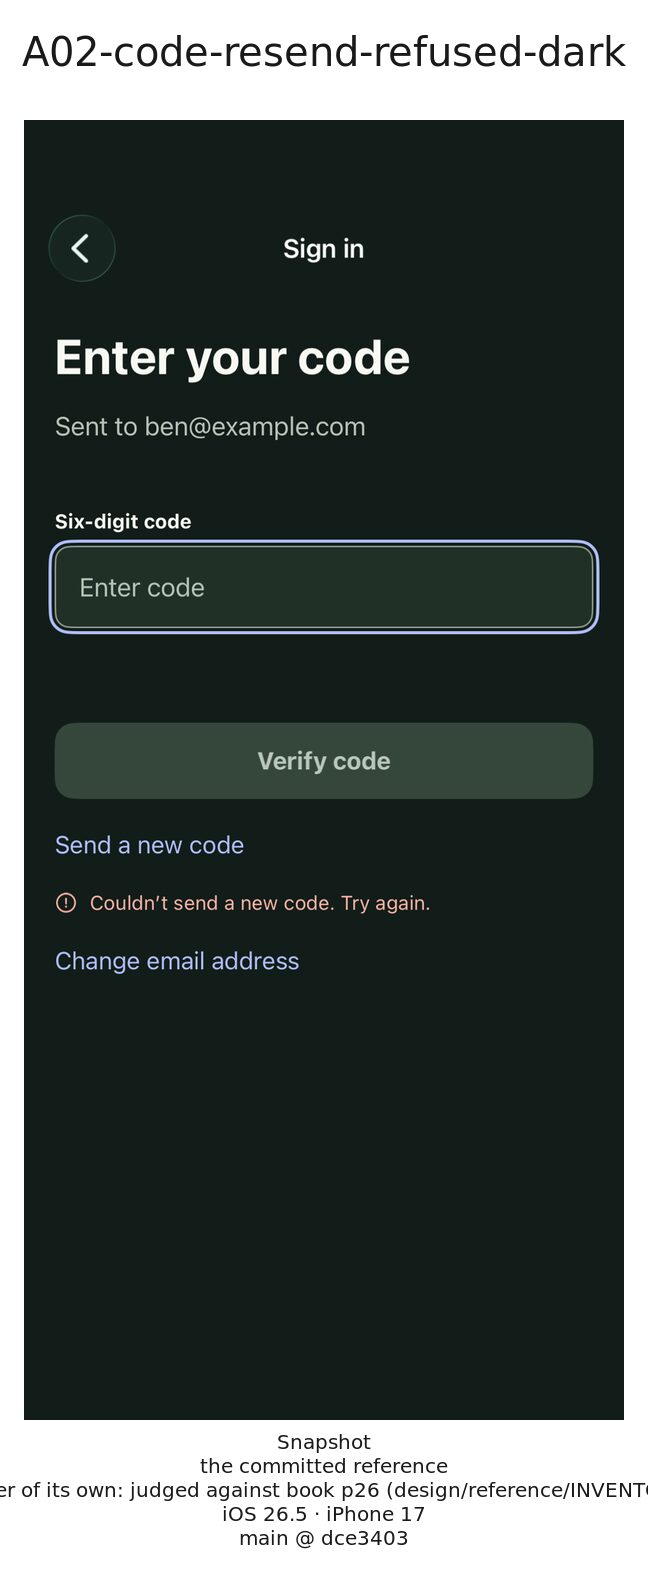 A02-code-resend-refused-dark
Sign in
Enter your code
Sent to ben@example.com
Six-digit code
Enter code
Verify code
Send a new code
Couldn’t send a new code. Try again.
Change email address
Snapshot
the committed reference
of its own: judged against book p26 (design/reference/
iOS 26.5 · iPhone 17
main @ dce3403